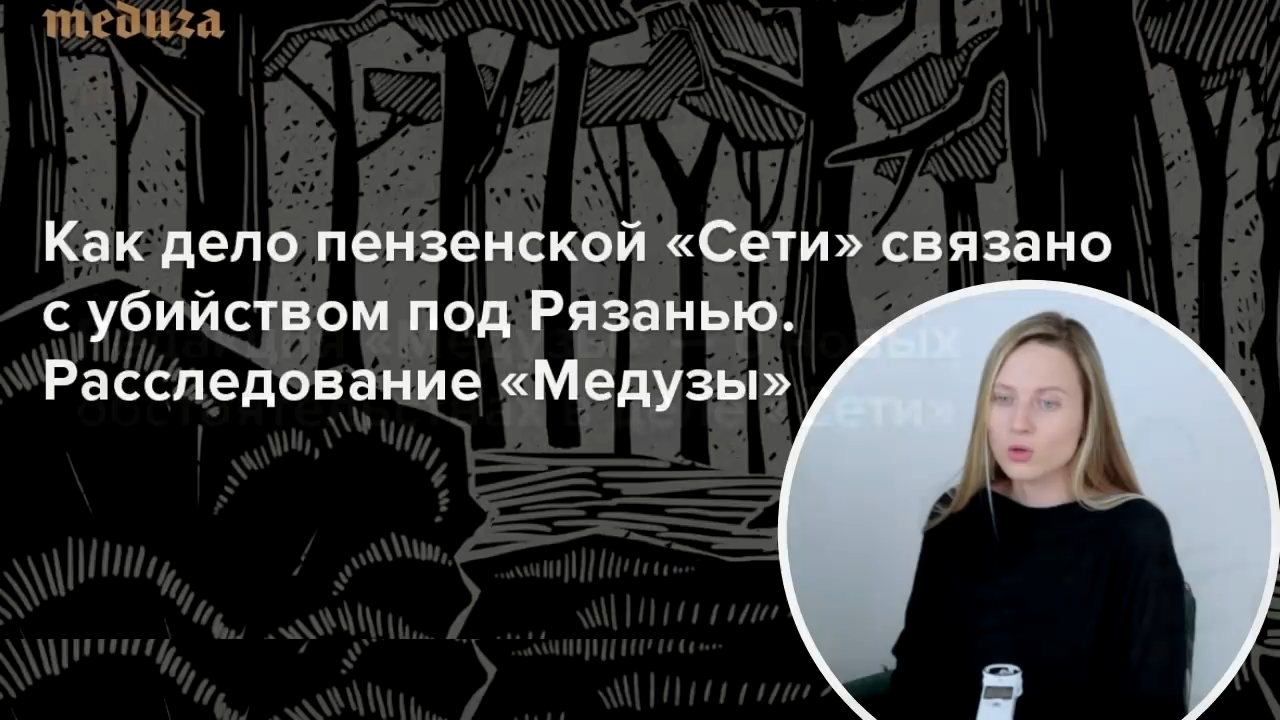 meduza
Как дело пензенской «Сети» связано
с убийством под Рязанью.
Расследование «Медузы»